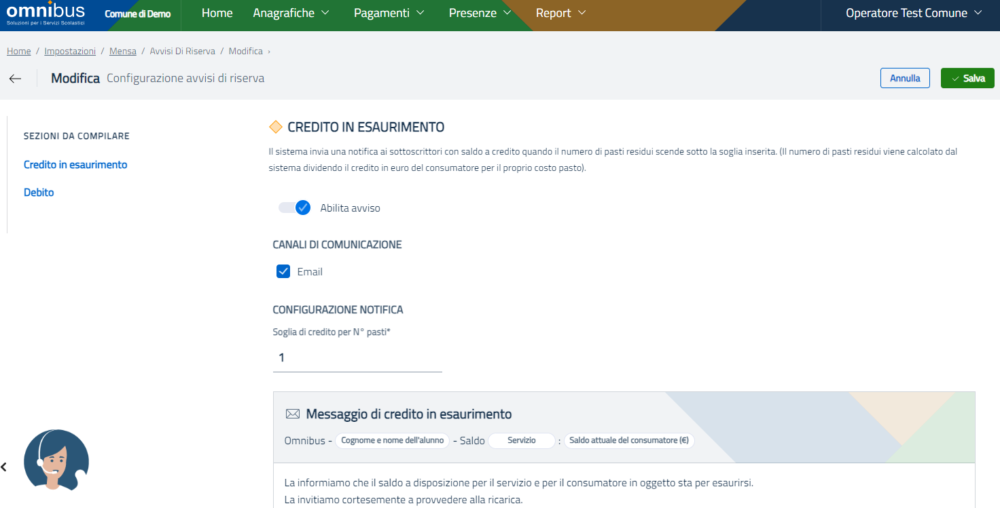 omnibus
Soluzioni per i Servizi Scolastici
Comune di Demo
Home Anagrafiche Pagamenti Presenze Report
Operatore Test Comune
Home / Impostazioni / Mensa / Avvisi Di Riserva / Modifica ›
Modifica Configurazione avvisi di riserva
Annulla
Salva
SEZIONI DA COMPILARE
Credito in esaurimento
Debito
CREDITO IN ESAURIMENTO
Il sistema invia una notifica ai sottoscrittori con saldo a credito quando il numero di pasti residui scende sotto la soglia inserita. (Il numero di pasti residui viene calcolato dal
sistema dividendo il credito in euro del consumatore per il proprio costo pasto).
Abilita avviso
CANALI DI COMUNICAZIONE
Email
CONFIGURAZIONE NOTIFICA
Soglia di credito per N° pasti*
1
Messaggio di credito in esaurimento
Omnibus - Cognome e nome dell'alunno - Saldo Servizio : Saldo attuale del consumatore (€)
La informiamo che il saldo a disposizione per il servizio e per il consumatore in oggetto sta per esaurirsi.
La invitiamo cortesemente a provvedere alla ricarica.